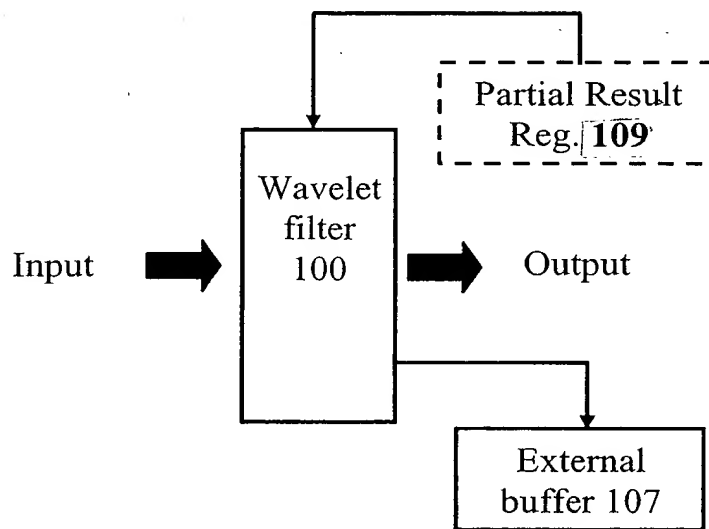 Partial Result
Reg. 109
Wavelet
filter
100
Input
Output
External
buffer 107